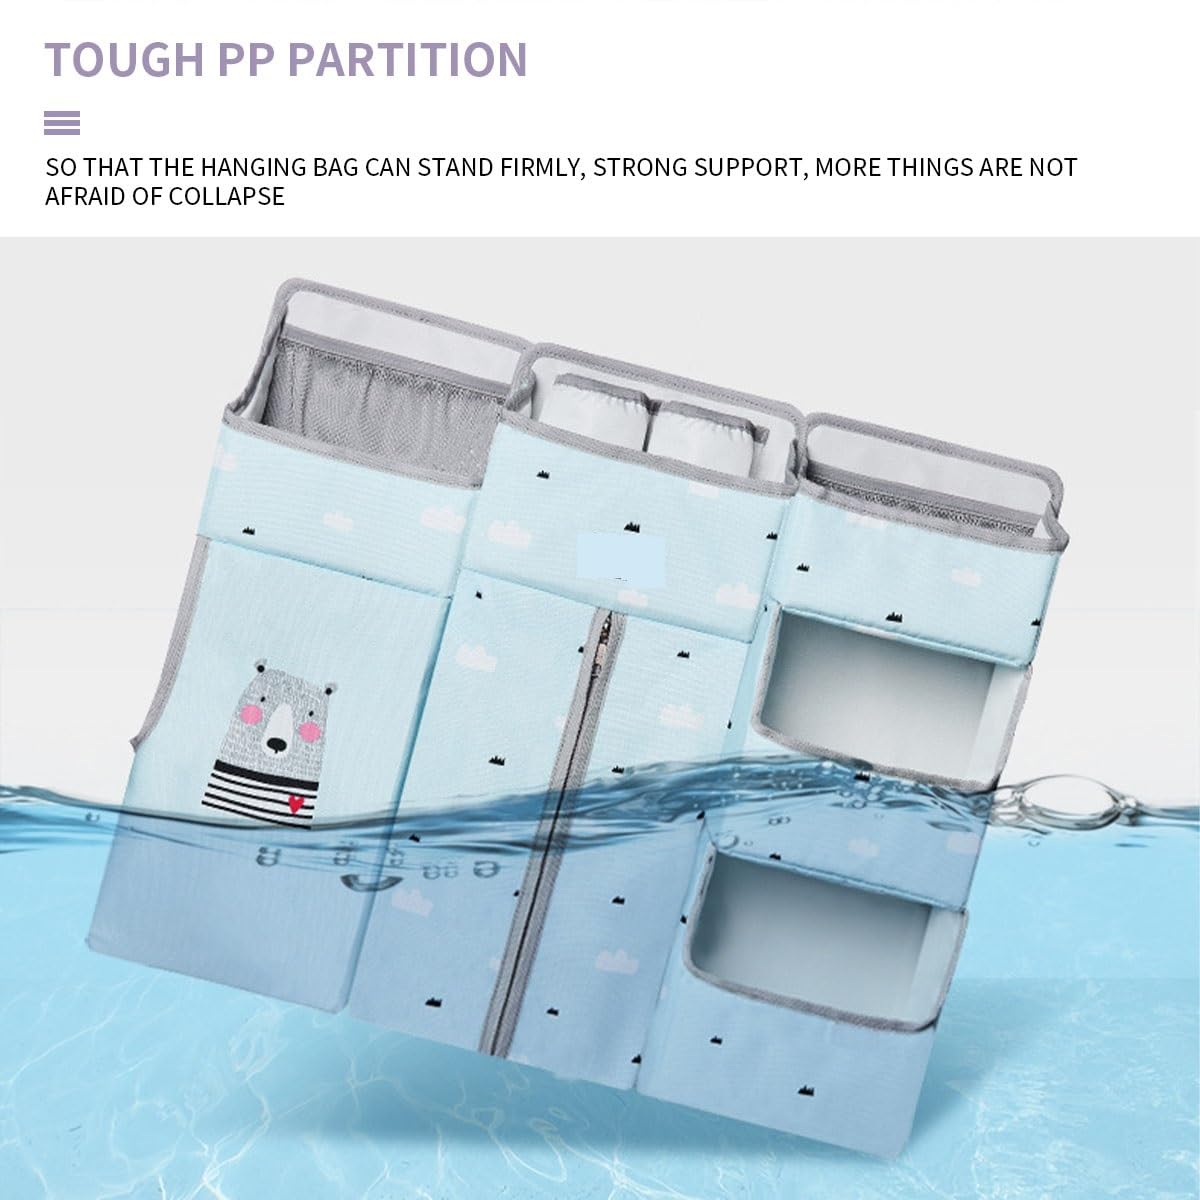 TOUGH PP PARTITION
SO THAT THE HANGING BAG CAN STAND FIRMLY, STRONG SUPPORT, MORE THINGS ARE NOT
AFRAID OF COLLAPSE